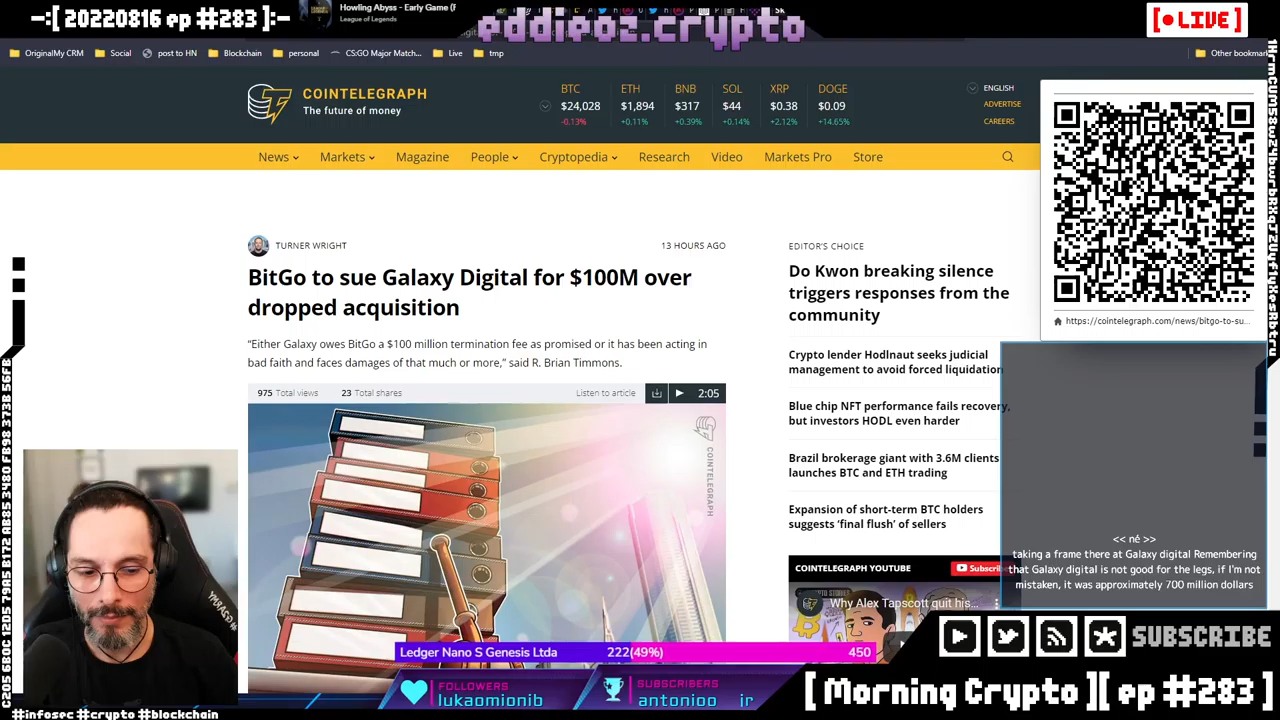 -:[ 20220816 ep #283 ]:-
Howling Abyss - Early Game (F
League of Legends
eddieoz.crypto
[ • LIVE ]
OriginalMy CRM
Social
post to HN
Blockchain
personal
CS:GO Major Match...
Live
tmp
Other bookmark
COINTELEGRAPH
The future of money
BTC
$24,028
-0.13%
ETH
$1,894
+0.11%
BNB
$317
+0.39%
SOL
$44
+0.14%
XRP
$0.38
+2.12%
DOGE
$0.09
+14.65%
ENGLISH
ADVERTISE
CAREERS
News
Markets
Magazine
People
Cryptopedia
Research
Video
Markets Pro
Store
TURNER WRIGHT
13 HOURS AGO
BitGo to sue Galaxy Digital for $100M over
dropped acquisition
“Either Galaxy owes BitGo a $100 million termination fee as promised or it has been acting in
bad faith and faces damages of that much or more,” said R. Brian Timmons.
975 Total views
23 Total shares
Listen to article
2:05
COINTELEGRAPH
EDITOR'S CHOICE
Do Kwon breaking silence
triggers responses from the
community
Crypto lender Hodlnaut seeks judicial
management to avoid forced liquidation
Blue chip NFT performance fails recovery,
but investors HODL even harder
Brazil brokerage giant with 3.6M clients
launches BTC and ETH trading
Expansion of short-term BTC holders
suggests ‘final flush’ of sellers
COINTELEGRAPH YOUTUBE
Subscribe
Why Alex Tapscott quit his...
https://cointelegraph.com/news/bitgo-to-su...
<< né >>
taking a frame there at Galaxy digital Remembering
that Galaxy digital is not good for the legs, if I'm not
mistaken, it was approximately 700 million dollars
Ledger Nano S Genesis Ltda
222(49%)
450
FOLLOWERS
lukaomionib
SUBSCRIBERS
antonioo jr
SUBSCRIBE
[ Morning Crypto ][ ep #283 ]
#infosec #crypto #blockchain